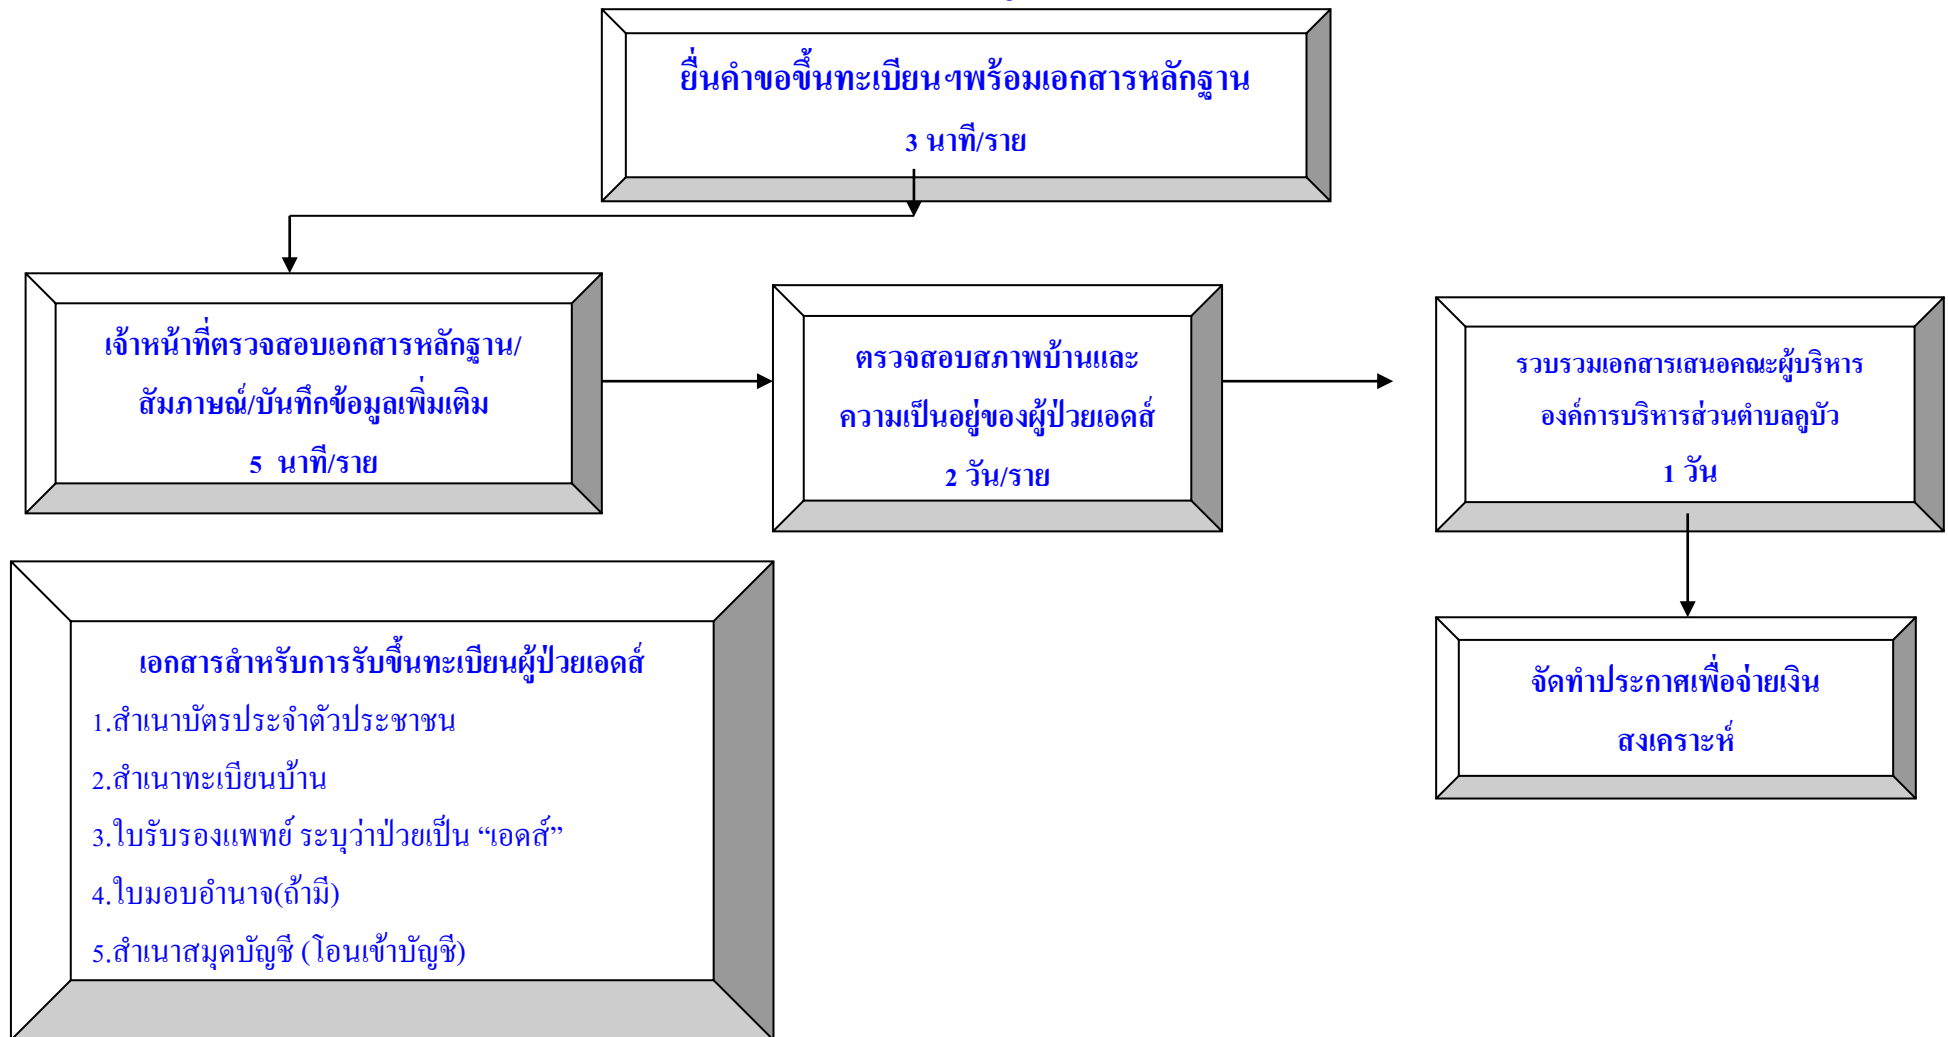 ยื่นคำขอขึ้นทะเบียนฯพร้อมเอกสารหลักฐาน
3 นาที/ราย
เจ้าหน้าที่ตรวจสอบเอกสารหลักฐาน/
สัมภาษณ์/บันทึกข้อมูลเพิ่มเติม
5 นาที/ราย
ตรวจสอบสภาพบ้านและ
ความเป็นอยู่ของผู้ป่วยเอดส์
2 วัน/ราย
รวบรวมเอกสารเสนอคณะผู้บริหาร
องค์การบริหารส่วนตำบลคูบัว
1 วัน
จัดทำประกาศเพื่อจ่ายเงิน
สงเคราะห์
เอกสารสำหรับการรับขึ้นทะเบียนผู้ป่วยเอดส์
1.สำเนาบัตรประจำตัวประชาชน
2.สำเนาทะเบียนบ้าน
3.ใบรับรองแพทย์ ระบุว่าป่วยเป็น “เอดส์”
4.ใบมอบอำนาจ(ถ้ามี)
5.สำเนาสมุดบัญชี (โอนเข้าบัญชี)